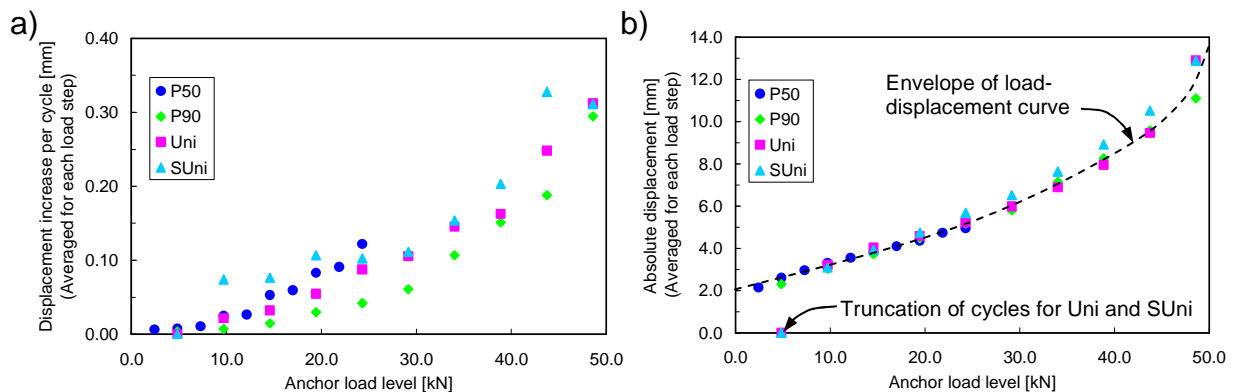 a)
Displacement increase per cycle [mm]
(Averaged for each load step)
0.40
0.30
0.20
0.10
0.00
P50
P90
Uni
SUni
0.0 10.0 20.0 30.0 40.0 50.0
Anchor load level [kN]
b)
Absolute displacement [mm]
(Averaged for each load step)
14.0
12.0
10.0
8.0
6.0
4.0
2.0
0.0
P50
P90
Uni
SUni
Envelope of load-
displacement curve
Truncation of cycles for Uni and SUni
0.0 10.0 20.0 30.0 40.0 50.0
Anchor load level [kN]